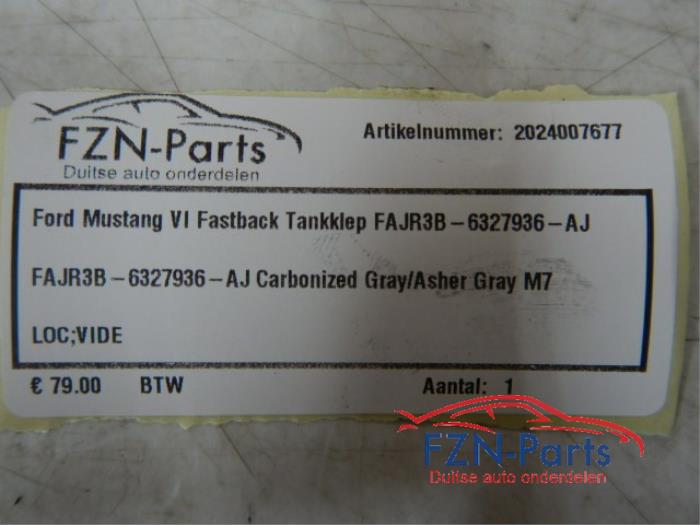 FZN-Parts
Duitse auto onderdelen
Artikelnummer: 2024007677
Ford Mustang VI Fastback Tankklep FAJR3B-6327936-AJ
FAJR3B-6327936-AJ Carbonized Gray/Asher Gray M7
LOC;VIDE
€ 79.00 BTW Aantal: 1
FZN-Parts
Duitse auto onderdelen